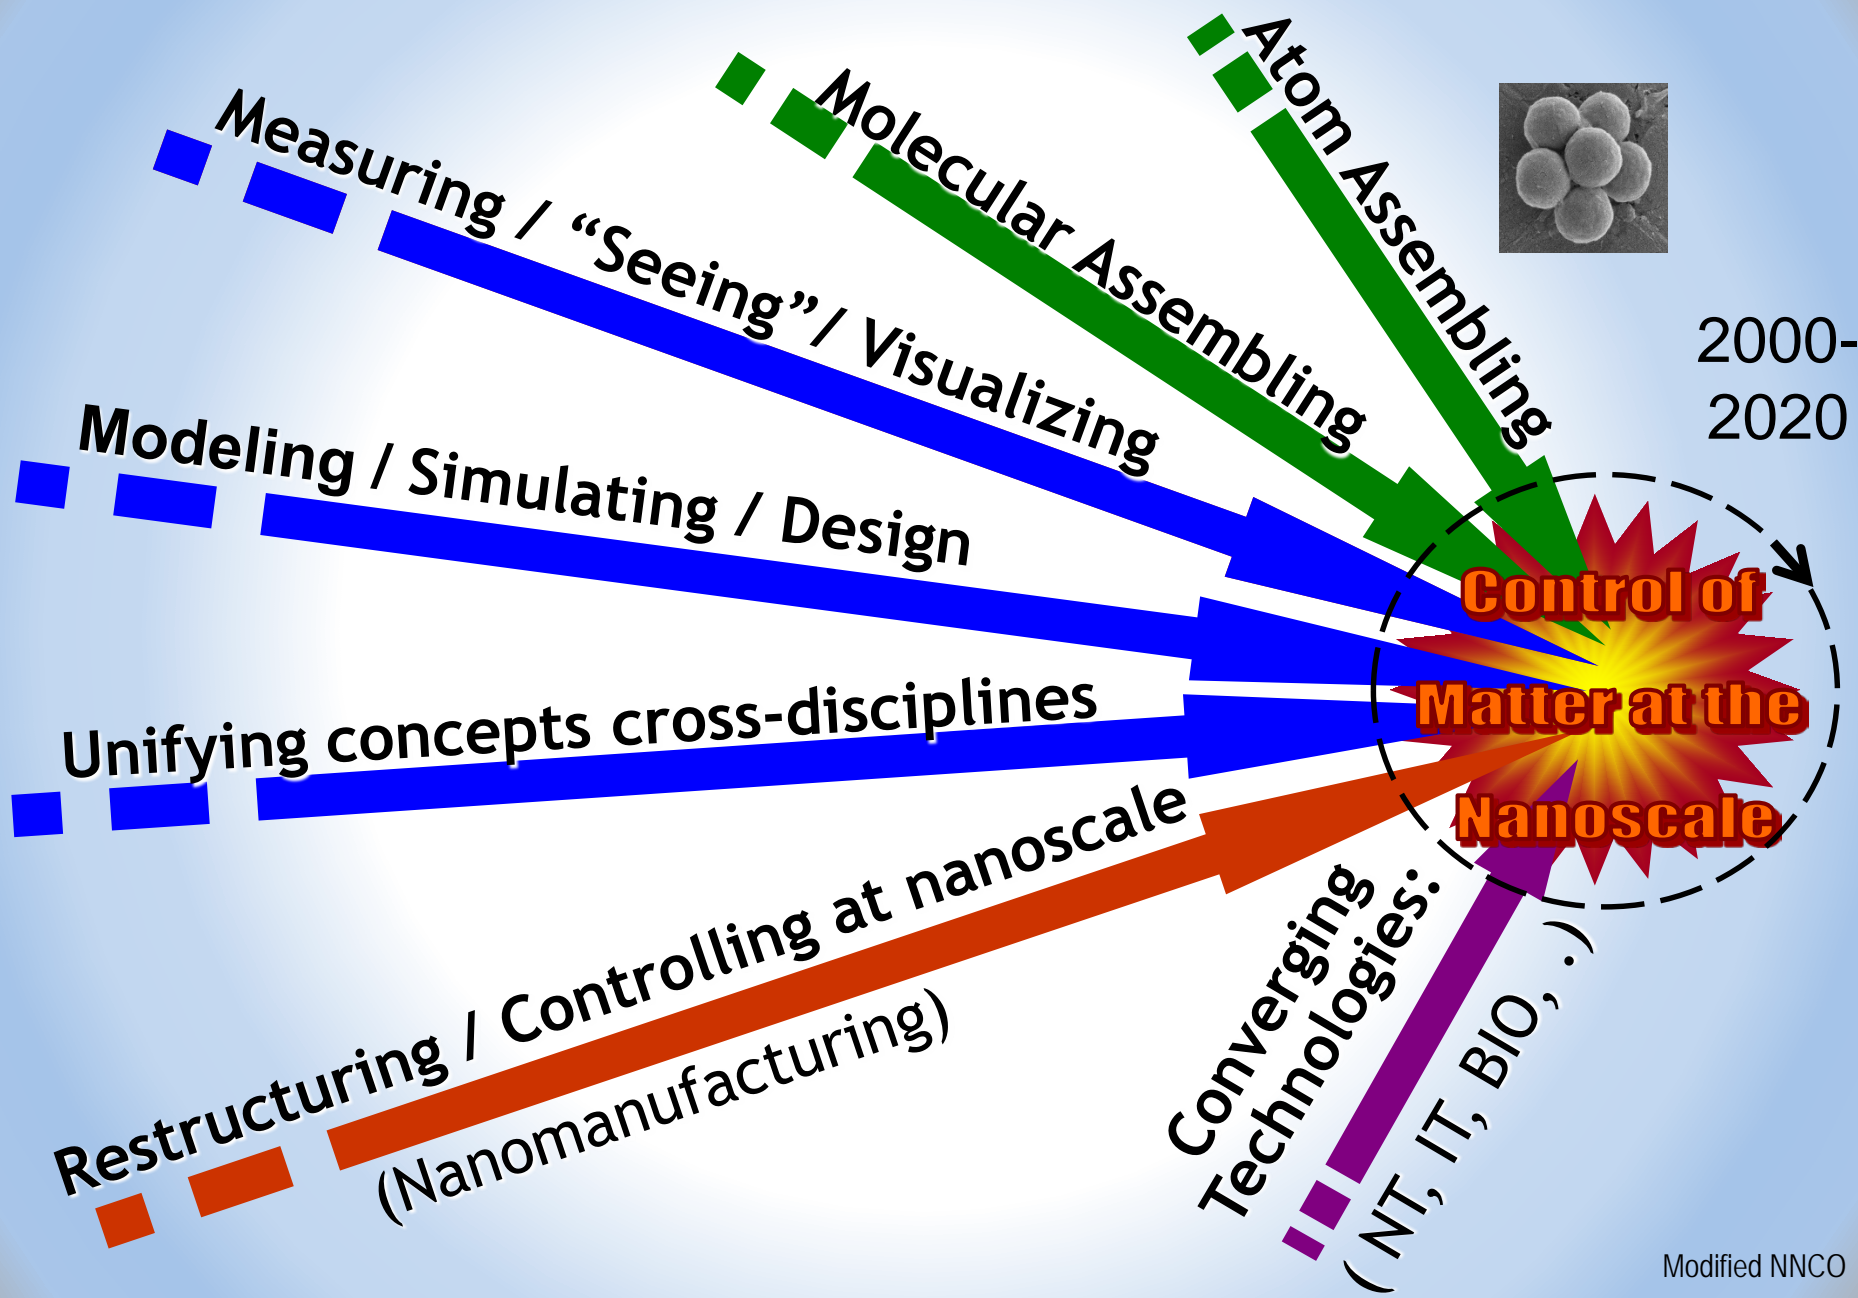 Atom Assembling
Molecular Assembling
Measuring / “Seeing”/ Visualizing
Modeling / Simulating / Design
Unifying concepts cross-disciplines
Restructuring / Controlling at nanoscale
(Nanomanufacturing)
Converging
Technologies:
( NT, IT, BIO, .)
2000-
2020
Control of
Matter at the
Nanoscale
Modified NNCO